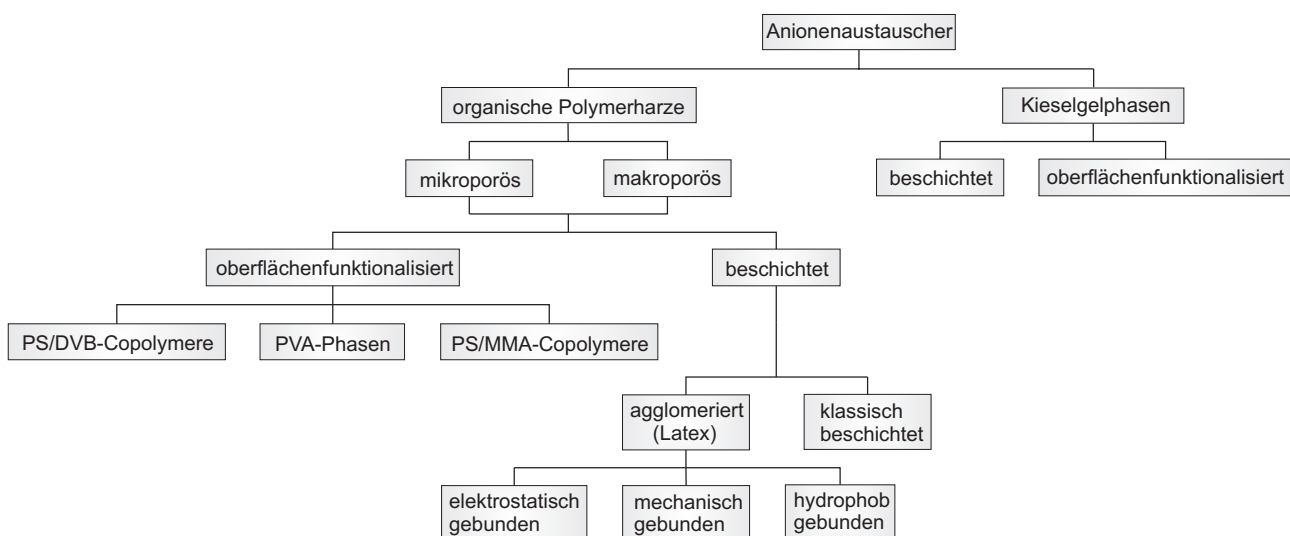 Anionenaustauscher
organische Polymerharze
Kieselgelphasen
mikroporös
makroporös
beschichtet
oberflächenfunktionalisiert
oberflächenfunktionalisiert
beschichtet
PS/DVB-Copolymere
PVA-Phasen
PS/MMA-Copolymere
agglomeriert
(Latex)
klassisch
beschichtet
elektrostatisch
gebunden
mechanisch
gebunden
hydrophob
gebunden